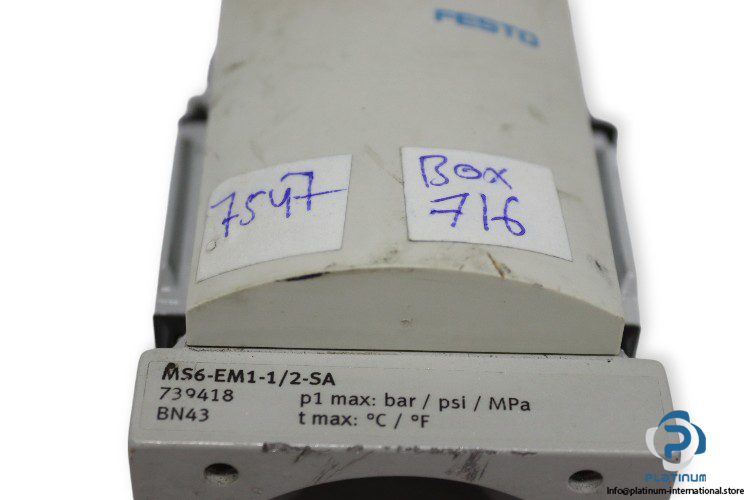 FESTO
7547
Box
716
MS6-EM1-1/2-SA
739418
p1 max: bar / psi / MPa
BN43
t max: °C / °F
PLATINUM
Info@platinum-international.store